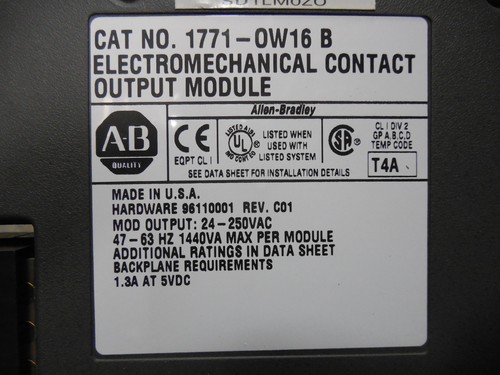 CAT NO. 1771-OW16 B
ELECTROMECHANICAL CONTACT
OUTPUT MODULE
Allen-Bradley
AB
QUALITY
CE
EQPT CL I
UL
LISTED WHEN
USED WITH
LISTED SYSTEM
SA
CL I DIV 2
GP A,B,C,D
TEMP CODE
T4A
SEE DATA SHEET FOR INSTALLATION DETAILS
MADE IN U.S.A.
HARDWARE 96110001 REV. C01
MOD OUTPUT: 24-250VAC
47-63 HZ 1440VA MAX PER MODULE
ADDITIONAL RATINGS IN DATA SHEET
BACKPLANE REQUIREMENTS
1.3A AT 5VDC